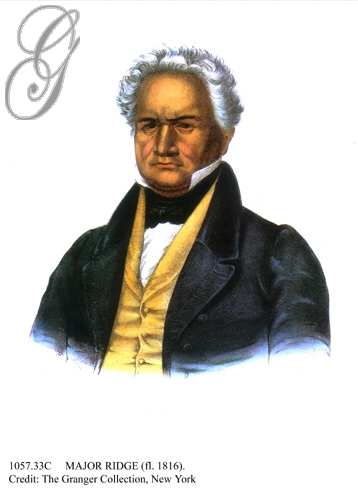 G
1057.33C MAJOR RIDGE (fl. 1816).
Credit: The Granger Collection, New York